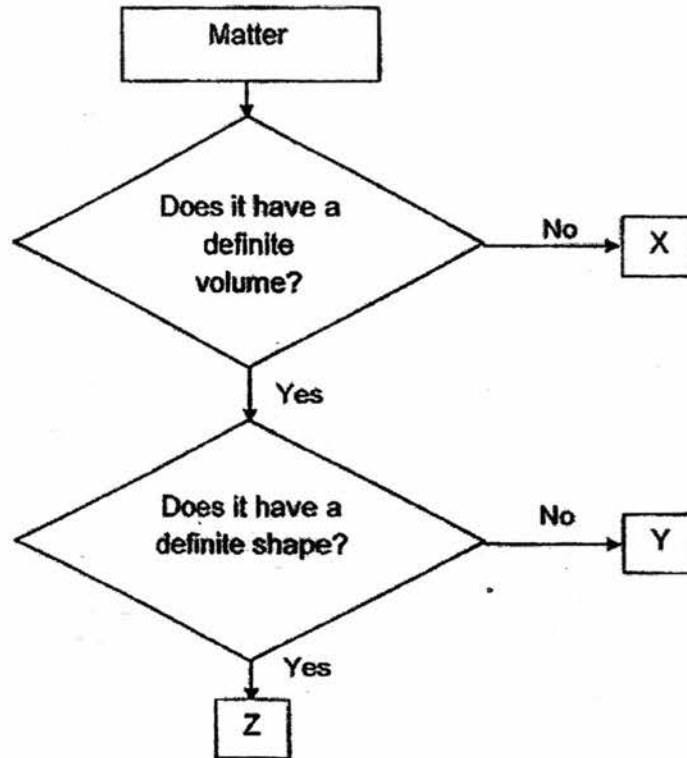 Matter
Does it have a
definite
volume?
No
X
Yes
Does it have a
definite shape?
No
Y
Yes
Z